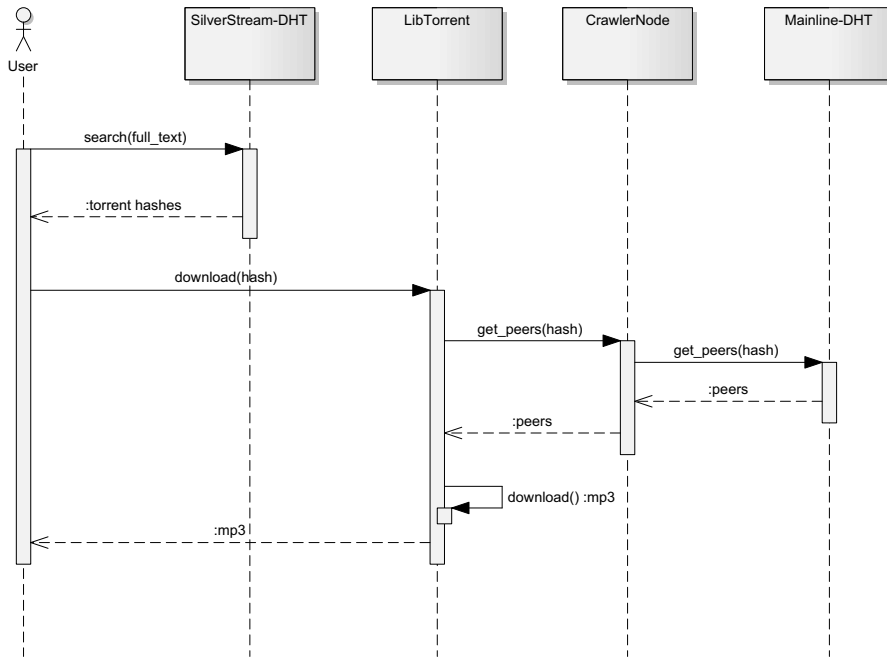 SilverStream-DHT
LibTorrent
CrawlerNode
Mainline-DHT
User
search(full_text)
:torrent hashes
download(hash)
get_peers(hash)
get_peers(hash)
:peers
:peers
download() :mp3
:mp3